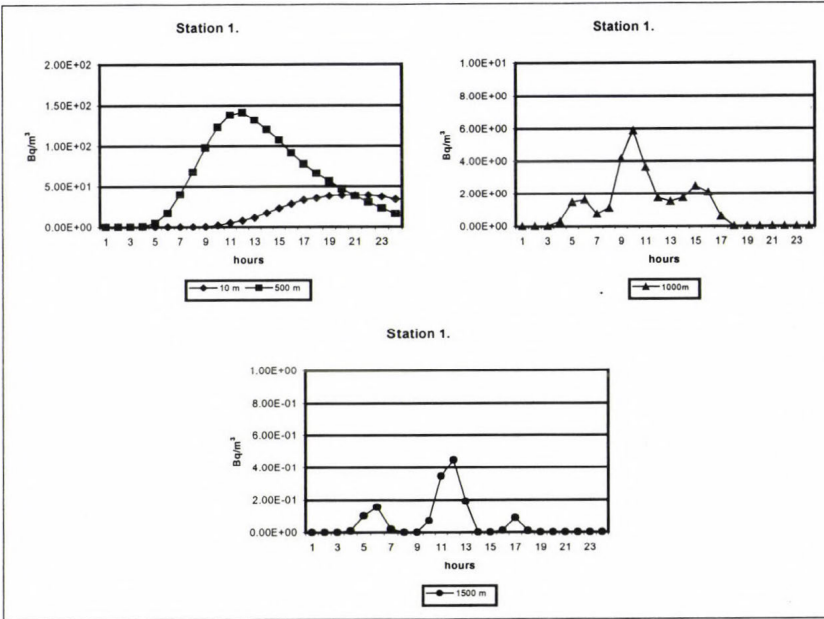 Station 1.
2.00E+02
1.50E+02
1.00E+02
5.00E+01
0.00E+00
Bq/m³
1 3 5 7 9 11 13 15 17 19 21 23
hours
10 m 500 m
Station 1.
1.00E+01
8.00E+00
6.00E+00
4.00E+00
2.00E+00
0.00E+00
Bq/m³
1 3 5 7 9 11 13 15 17 19 21 23
hours
1000m
Station 1.
1.00E+00
8.00E-01
6.00E-01
4.00E-01
2.00E-01
0.00E+00
Bq/m³
1 3 5 7 9 11 13 15 17 19 21 23
hours
1500 m